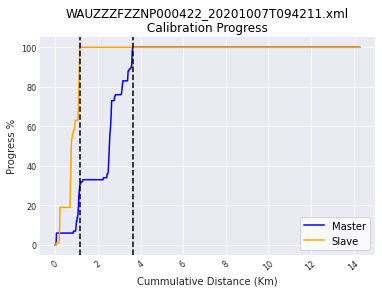 WAUZZZFZZNP000422_20201007T094211.xml
Calibration Progress
100
80
60
40
20
0
Progress %
0
2
4
6
8
10
12
14
Cummulative Distance (Km)
Master
Slave